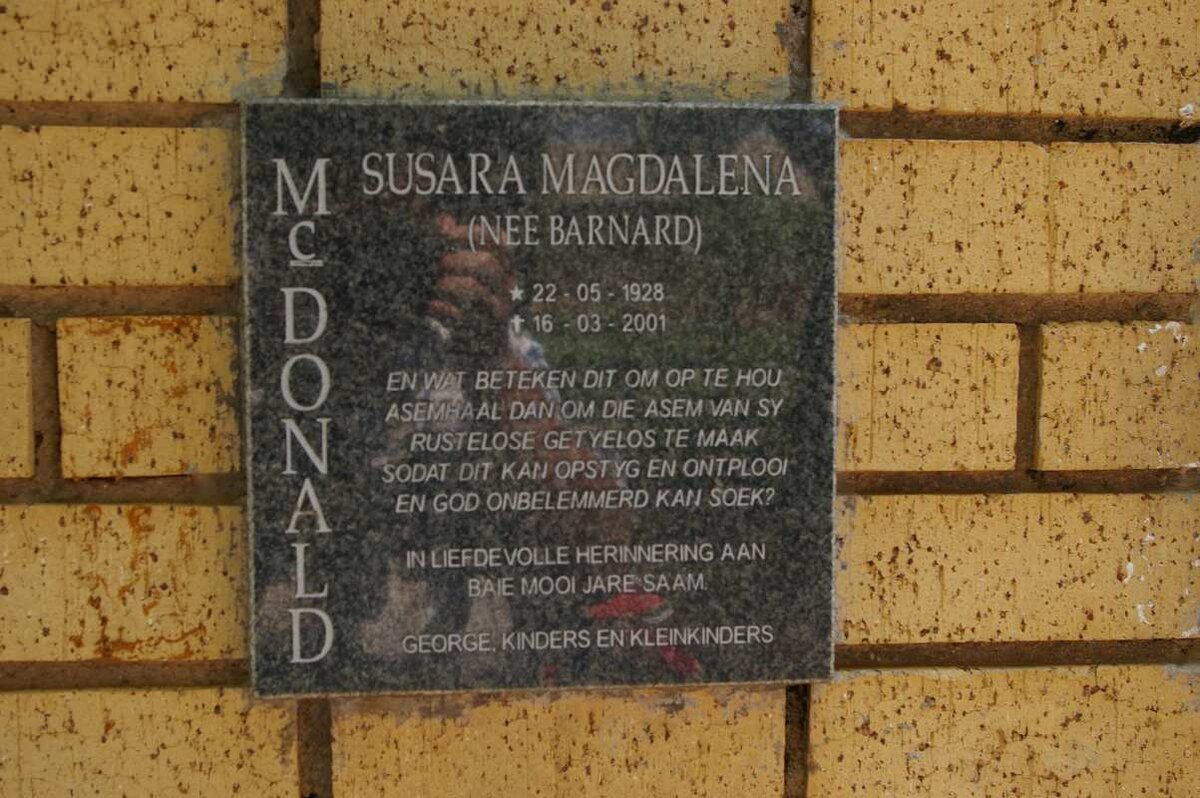 McDONALD
SUSARA MAGDALENA
(NEE BARNARD)
★ 22 - 05 - 1928
✝ 16 - 03 - 2001
EN WAT BETEKEN DIT OM OP TE HOU
ASEMHAAL DAN OM DIE ASEM VAN SY
RUSTELOSE GETYELOS TE MAAK
SODAT DIT KAN OPSTYG EN ONTPLOOI
EN GOD ONBELEMMERD KAN SOEK?
IN LIEFDEVOLLE HERINNERING AAN
BAIE MOOI JARE SAAM.
GEORGE, KINDERS EN KLEINKINDERS